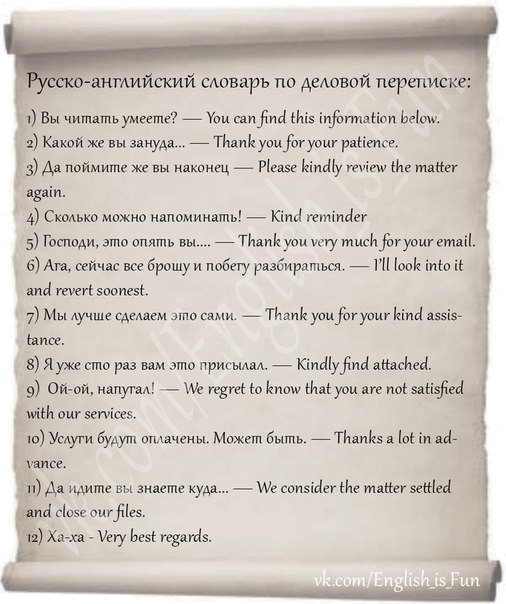 Русско-английский словарь по деловой переписке:
1) Вы читать умеете? — You can find this information below.
2) Какой же вы зануда... — Thank you for your patience.
3) Да поймите же вы наконец — Please kindly review the matter
again.
4) Сколько можно напоминать! — Kind reminder
5) Господи, это опять вы.... — Thank you very much for your email.
6) Ага, сейчас все брошу и побегу разбираться. — I'll look into it
and revert soonest.
7) Мы лучше сделаем это сами. — Thank you for your kind assis-
tance.
8) Я уже сто раз вам это присылал. — Kindly find attached.
9) Ой-ой, напугал! — We regret to know that you are not satisfied
with our services.
10) Услуги будут оплачены. Может быть. — Thanks a lot in ad-
vance.
11) Да идите вы знаете куда... — We consider the matter settled
and close our files.
12) Ха-ха - Very best regards.
vk.com/English_is_Fun
vk.com/English_is_Fun